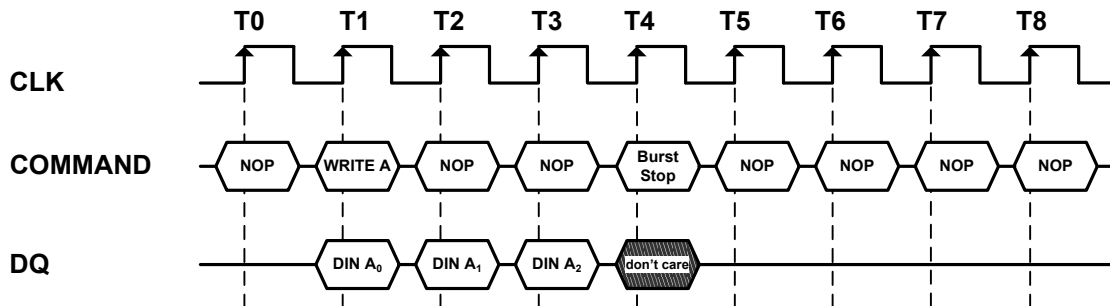 T0 T1 T2 T3 T4 T5 T6 T7 T8
CLK
COMMAND NOP WRITE A NOP NOP Burst Stop NOP NOP NOP NOP
DQ DIN A₀ DIN A₁ DIN A₂ don't care